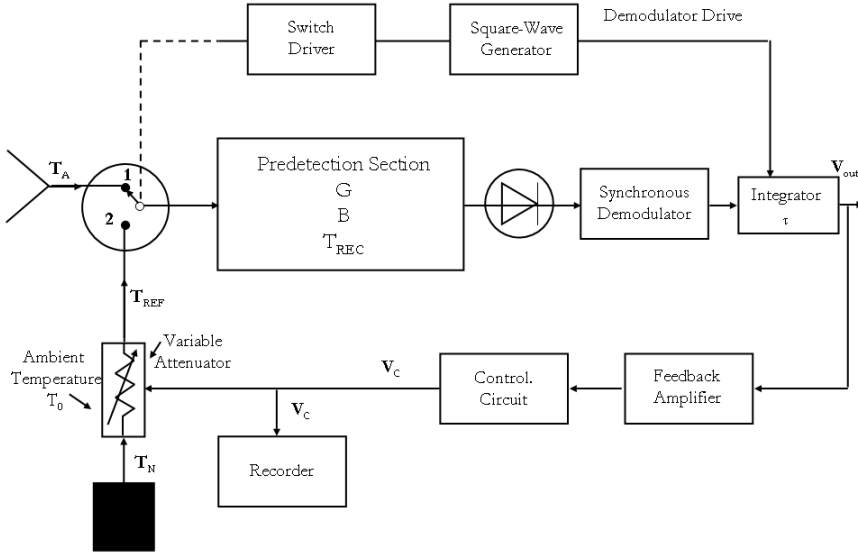 Switch
Driver
Square-Wave
Generator
Demodulator Drive
T_A
1
2
Predetection Section
G
B
T_REC
Synchronous
Demodulator
Integrator
τ
V_out
T_REF
Ambient
Temperature
T_0
Variable
Attenuator
V_C
Control.
Circuit
Feedback
Amplifier
V_C
Recorder
T_N